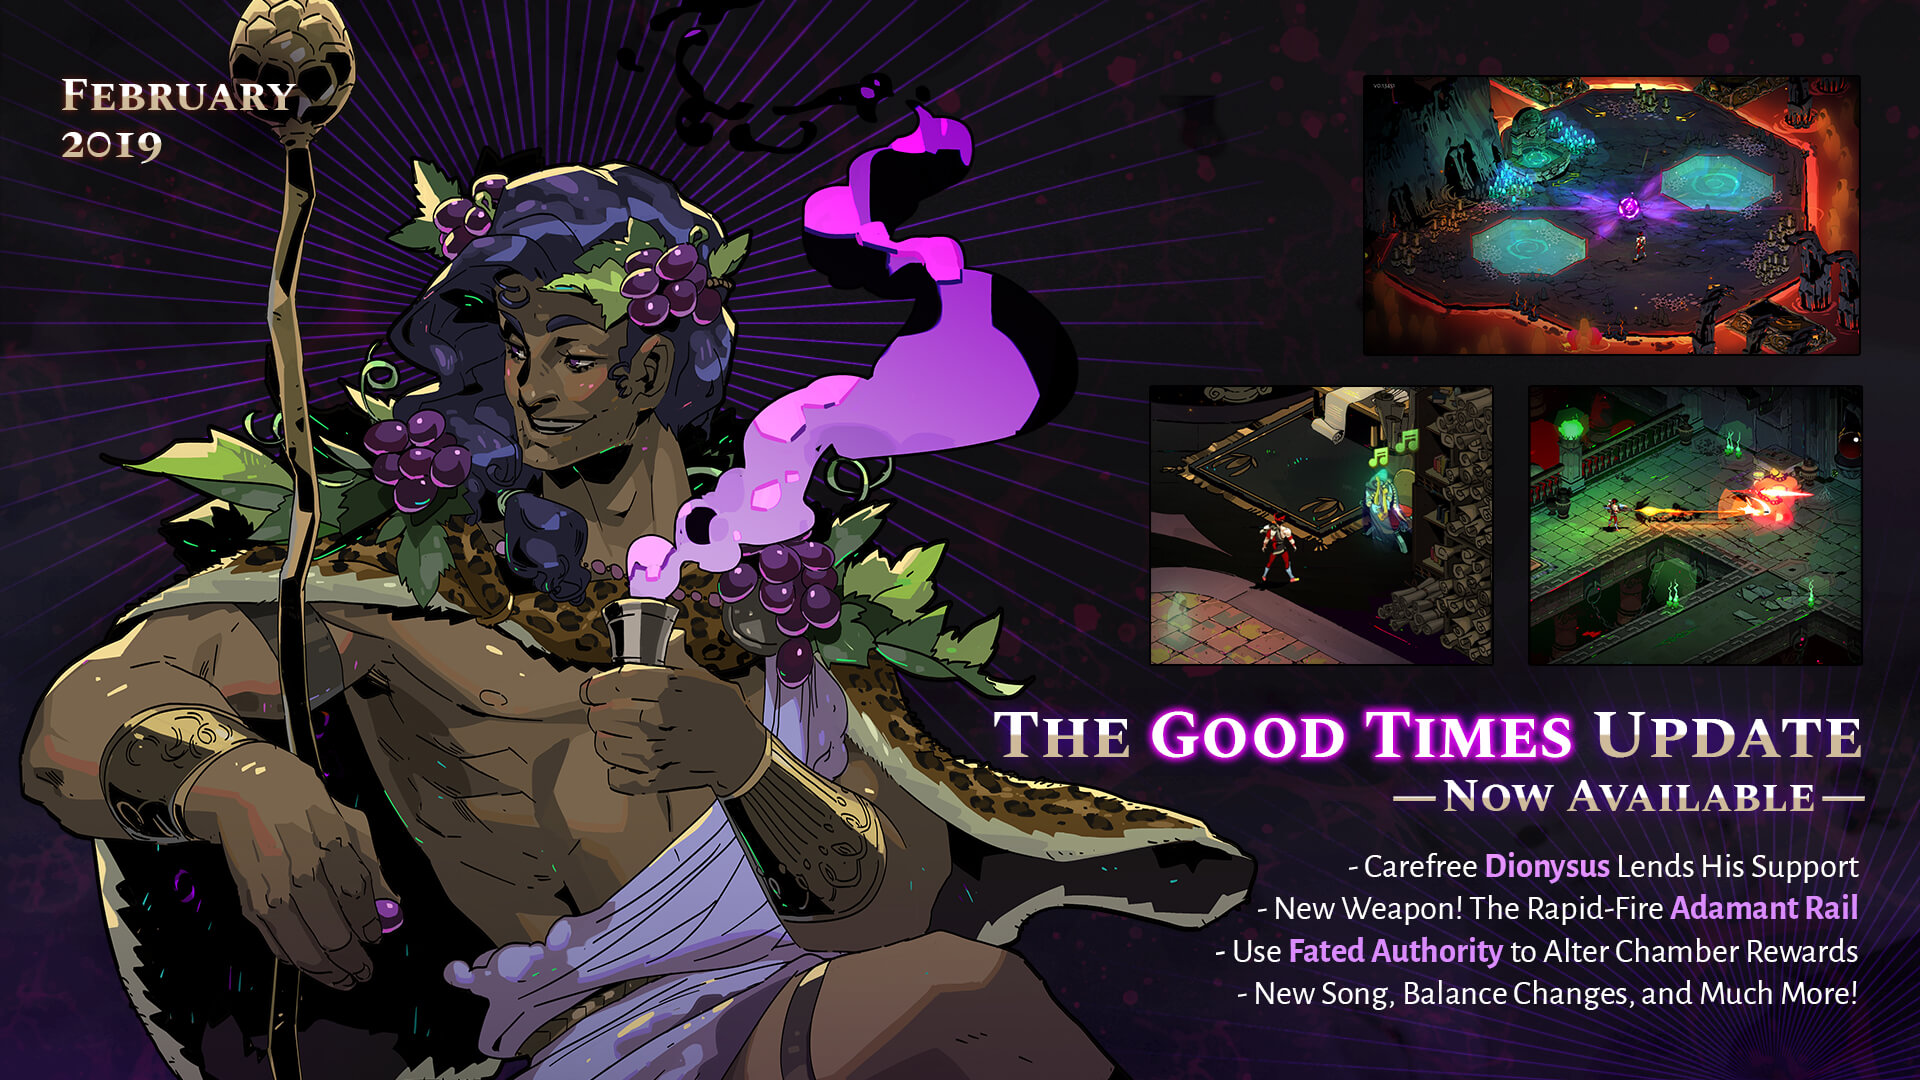 February
2019
The Good Times Update
— Now Available —
- Carefree Dionysus Lends His Support
- New Weapon! The Rapid-Fire Adamant Rail
- Use Fated Authority to Alter Chamber Rewards
- New Song, Balance Changes, and Much More!